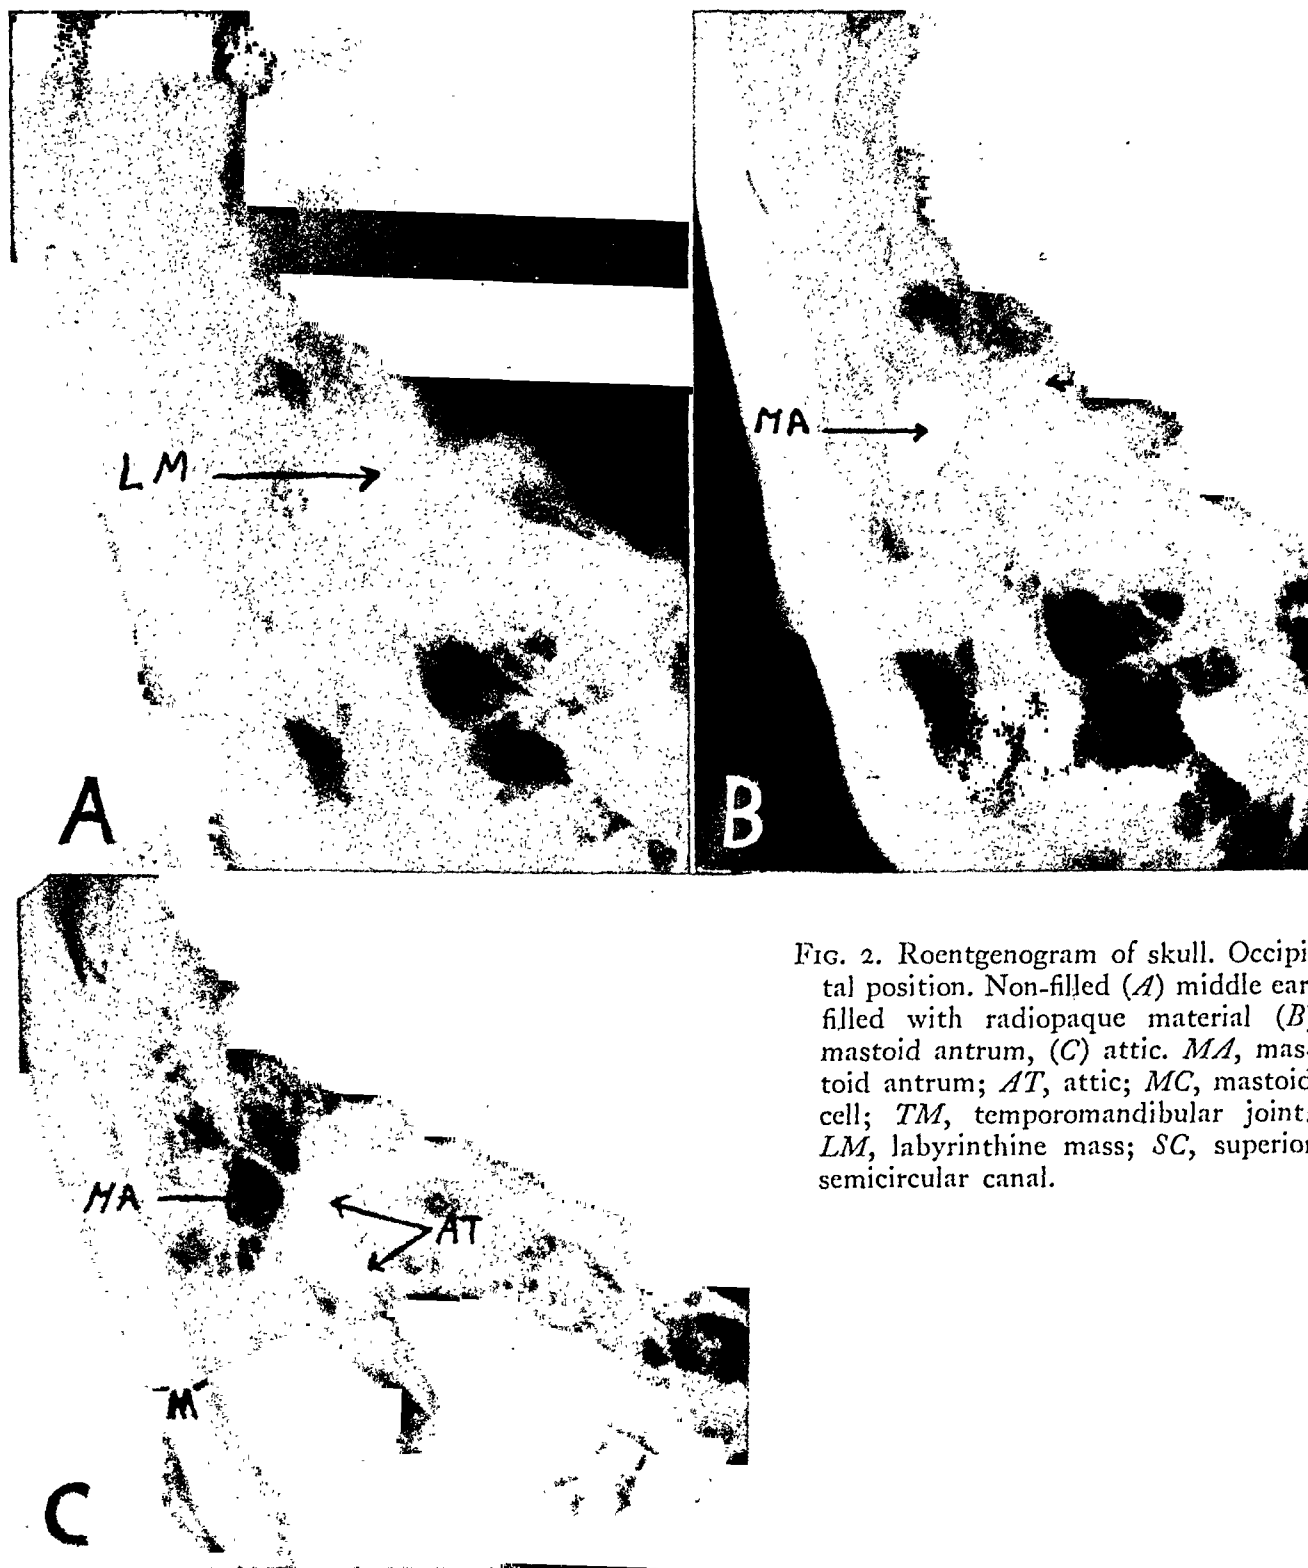 LM
A
MA
B
MA
AT
M
C
FIG. 2. Roentgenogram of skull. Occipi
tal position. Non-filled (A) middle ear
filled with radiopaque material (B)
mastoid antrum, (C) attic. MA, mas-
toid antrum; AT, attic; MC, mastoid
cell; TM, temporomandibular joint.
LM, labyrinthine mass; SC, superior
semicircular canal.